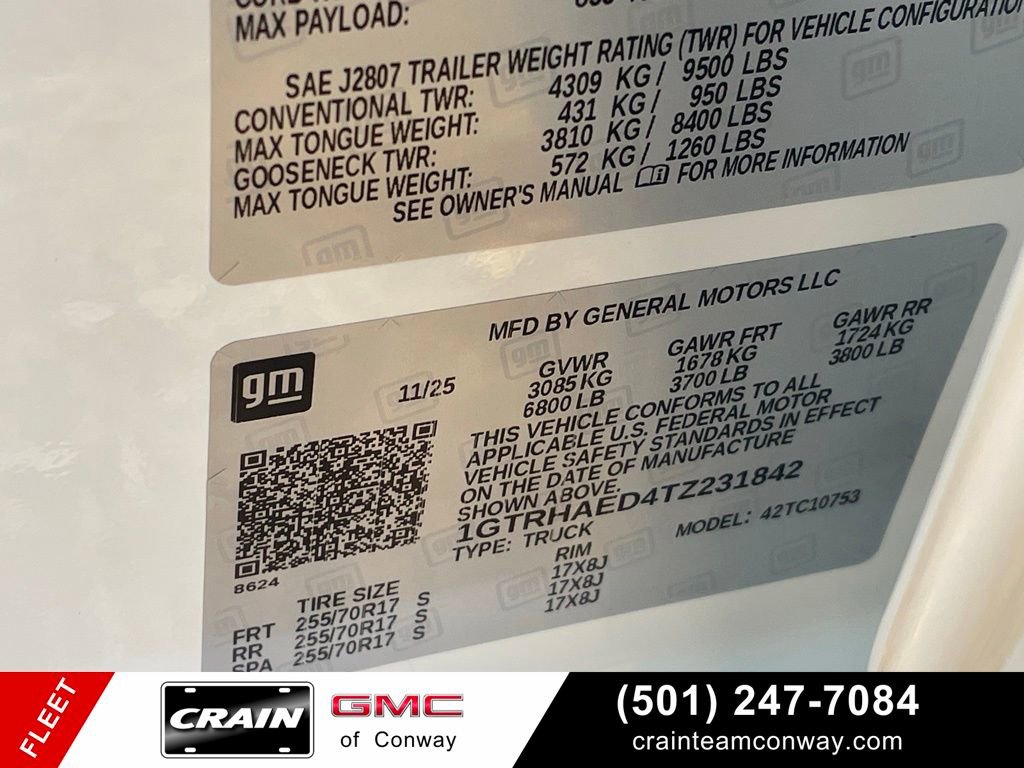 MAX PAYLOAD:
SAE J2807 TRAILER WEIGHT RATING (TWR) FOR VEHICLE CONFIGURATION
CONVENTIONAL TWR: 4309 KG/ 9500 LBS
MAX TONGUE WEIGHT: 431 KG/ 950 LBS
GOOSENECK TWR: 3810 KG/ 8400 LBS
MAX TONGUE WEIGHT: 572 KG/ 1260 LBS
SEE OWNER'S MANUAL FOR MORE INFORMATION
MFD BY GENERAL MOTORS LLC
gm
11/25
GVWR GAWR FRT GAWR RR
3085 KG 1678 KG 1724 KG
6800 LB 3700 LB 3800 LB
THIS VEHICLE CONFORMS TO ALL
APPLICABLE U.S. FEDERAL MOTOR
VEHICLE SAFETY STANDARDS IN EFFECT
ON THE DATE OF MANUFACTURE
SHOWN ABOVE.
1GTRHAED4TZ231842
TYPE: TRUCK MODEL: 42TC10753
8624
TIRE SIZE RIM
FRT 255/70R17 S 17X8J
RR 255/70R17 S 17X8J
SPA 255/70R17 S 17X8J
FLEET
CRAIN GMC
of Conway
(501) 247-7084
crainteamconway.com